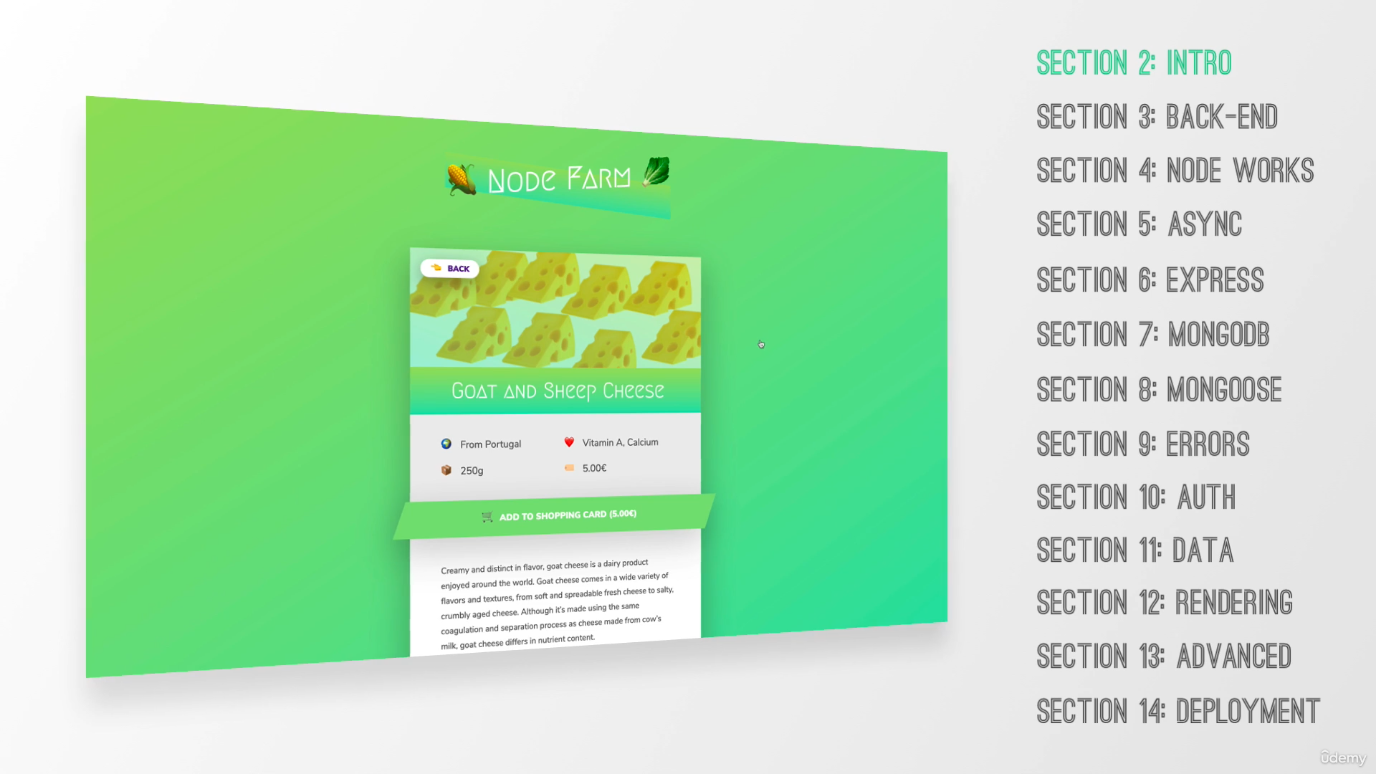 Node Farm
BACK
Goat and Sheep Cheese
From Portugal
Vitamin A, Calcium
250g
5.00€
ADD TO SHOPPING CARD (5.00€)
Creamy and distinct in flavor, goat cheese is a dairy product
enjoyed around the world. Goat cheese comes in a wide variety of
flavors and textures, from soft and spreadable fresh cheese to salty,
crumbly aged cheese. Although it's made using the same
coagulation and separation process as cheese made from cow's
milk, goat cheese differs in nutrient content.
SECTION 2: INTRO
SECTION 3: BACK-END
SECTION 4: NODE WORKS
SECTION 5: ASYNC
SECTION 6: EXPRESS
SECTION 7: MONGODB
SECTION 8: MONGOOSE
SECTION 9: ERRORS
SECTION 10: AUTH
SECTION 11: DATA
SECTION 12: RENDERING
SECTION 13: ADVANCED
SECTION 14: DEPLOYMENT
ûdemy